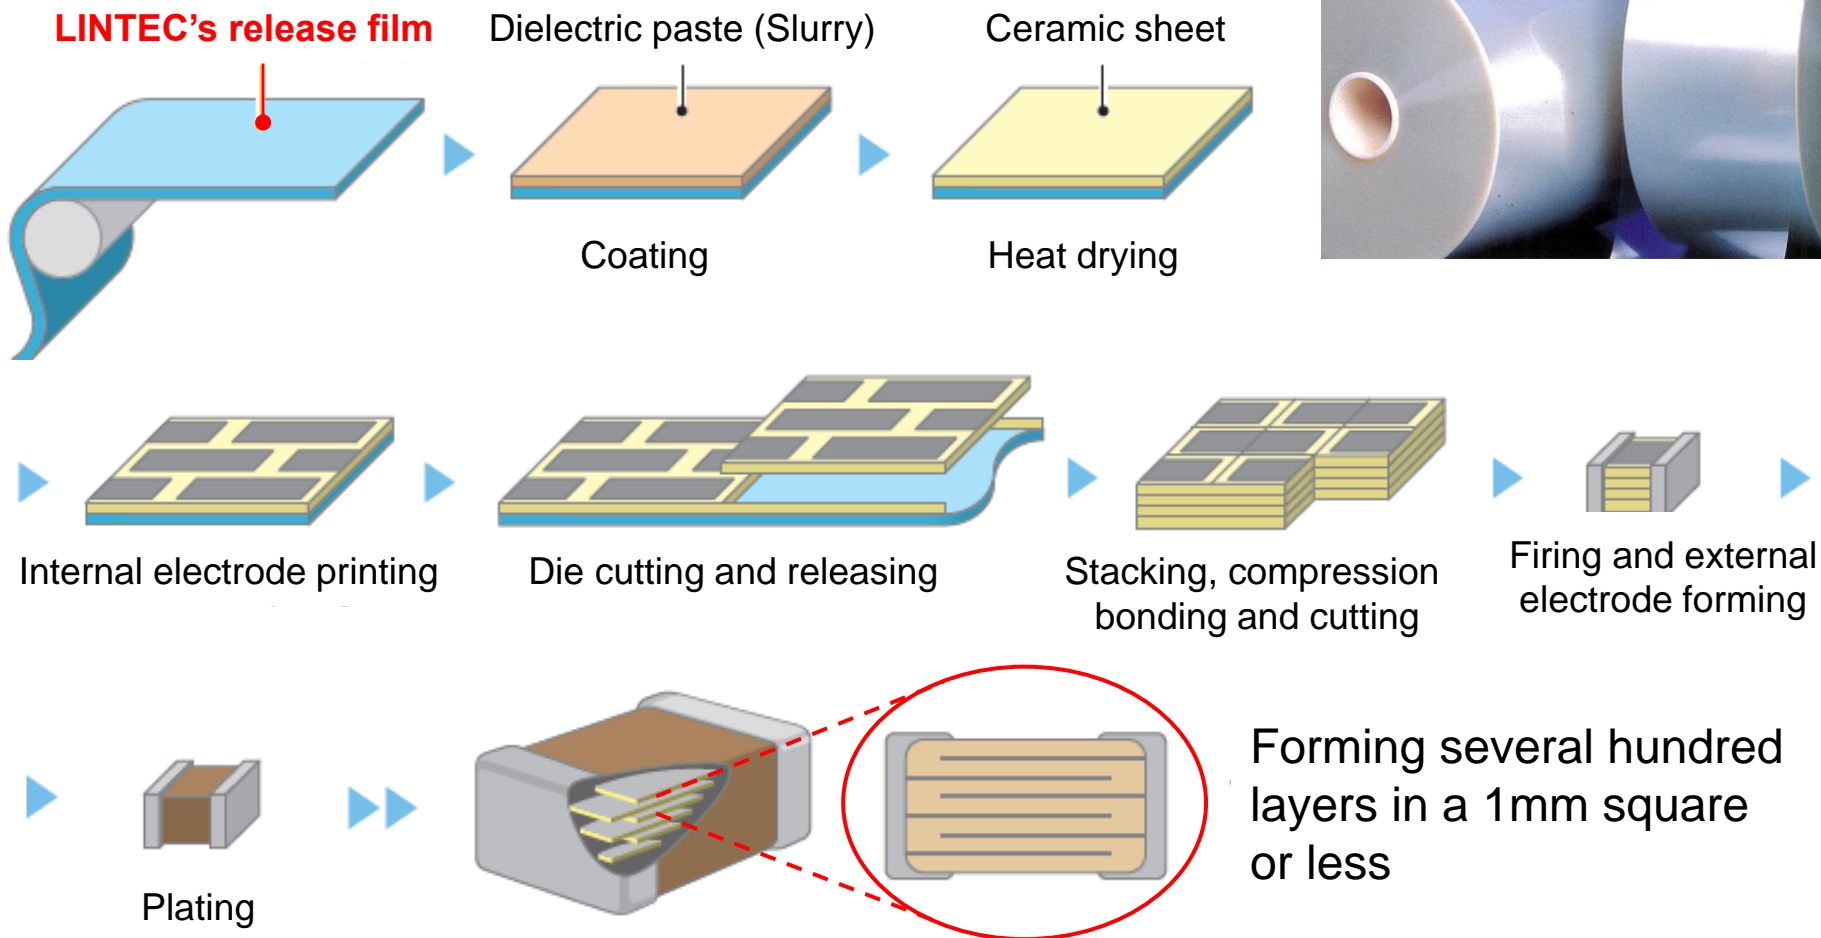 LINTEC's release film
Dielectric paste (Slurry)
Ceramic sheet
Coating
Heat drying
Internal electrode printing
Die cutting and releasing
Stacking, compression
bonding and cutting
Firing and external
electrode forming
Plating
Forming several hundred
layers in a 1mm square
or less